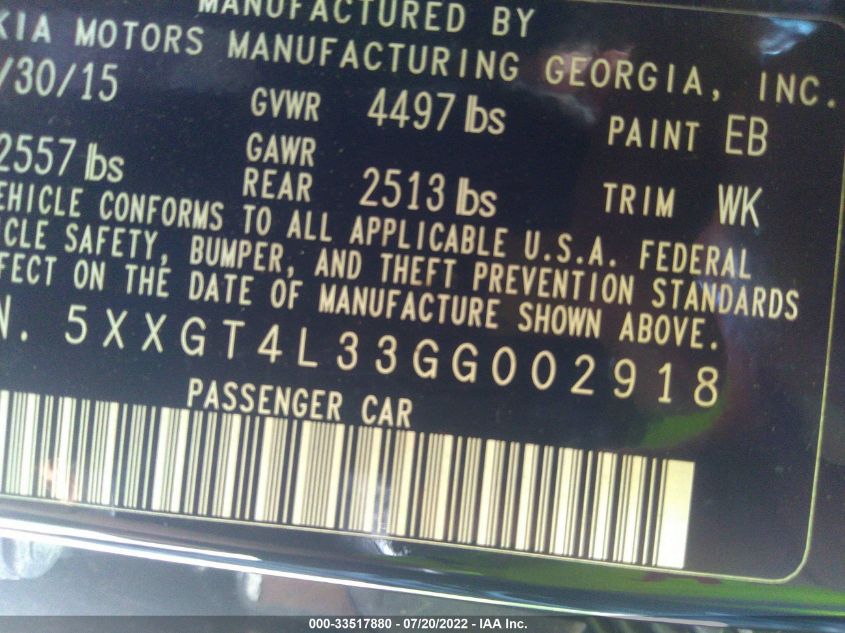 MANUFACTURED BY
KIA MOTORS MANUFACTURING GEORGIA, INC.
/30/15 GVWR 4497 lbs PAINT EB
2557 lbs GAWR REAR 2513 lbs TRIM WK
EHICLE CONFORMS TO ALL APPLICABLE U.S.A. FEDERAL
ICLE SAFETY, BUMPER, AND THEFT PREVENTION STANDARDS
FECT ON THE DATE OF MANUFACTURE SHOWN ABOVE.
N. 5XXGT4L33GG002918
PASSENGER CAR
000-33517880 - 07/20/2022 - IAA Inc.